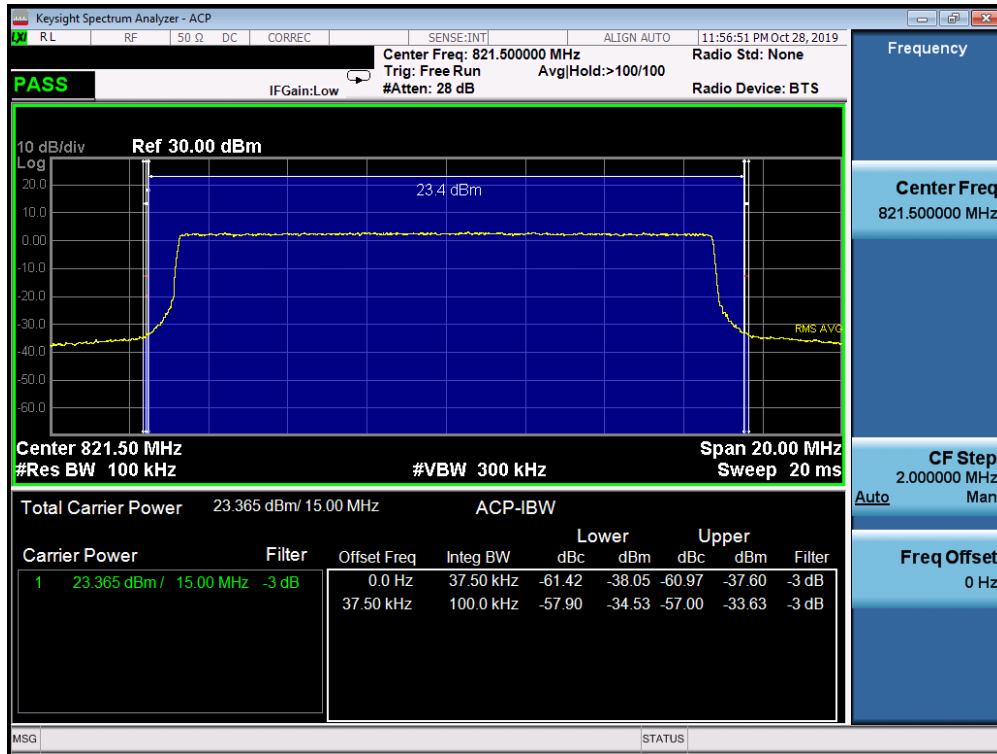 Keysight Spectrum Analyzer - ACP
LXI RL RF 50 Ω DC CORREC SENSE:INT ALIGN AUTO 11:56:51 PM Oct 28, 2019
Center Freq: 821.500000 MHz Radio Std: None
Trig: Free Run Avg|Hold:>100/100
PASS IFGain:Low #Atten: 28 dB Radio Device: BTS
Frequency
10 dB/div Ref 30.00 dBm
Log
20.0
10.0
0.00
-10.0
-20.0
-30.0
-40.0
-50.0
-60.0
23.4 dBm
RMS AVG
Center 821.50 MHz Span 20.00 MHz
#Res BW 100 kHz #VBW 300 kHz Sweep 20 ms
Total Carrier Power 23.365 dBm/ 15.00 MHz ACP-IBW
Lower Upper
Carrier Power Filter Offset Freq Integ BW dBc dBm dBc dBm Filter
1 23.365 dBm / 15.00 MHz -3 dB 0.0 Hz 37.50 kHz -61.42 -38.05 -60.97 -37.60 -3 dB
37.50 kHz 100.0 kHz -57.90 -34.53 -57.00 -33.63 -3 dB
Center Freq
821.500000 MHz
CF Step
2.000000 MHz
Auto Man
Freq Offset
0 Hz
MSG STATUS